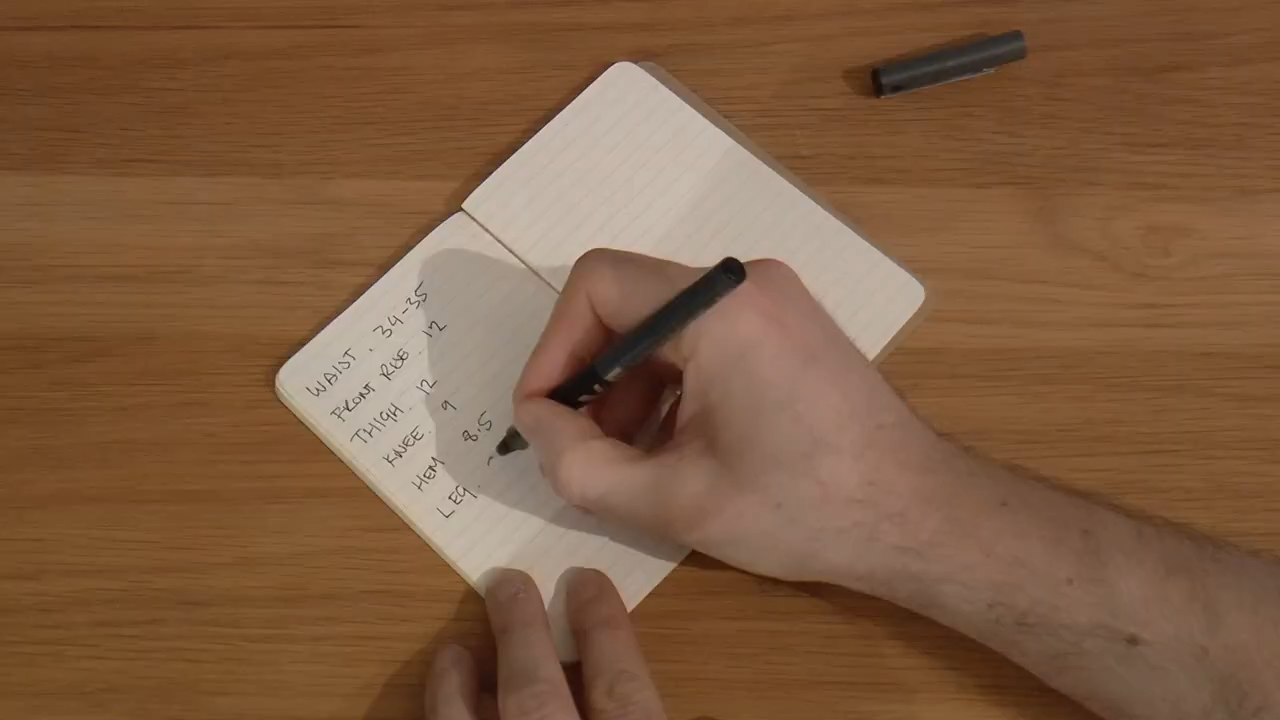 WAIST. 34-35
FRONT RISE. 12
THIGH. 12
KNEE. 9
HEM 8.5
LEG.